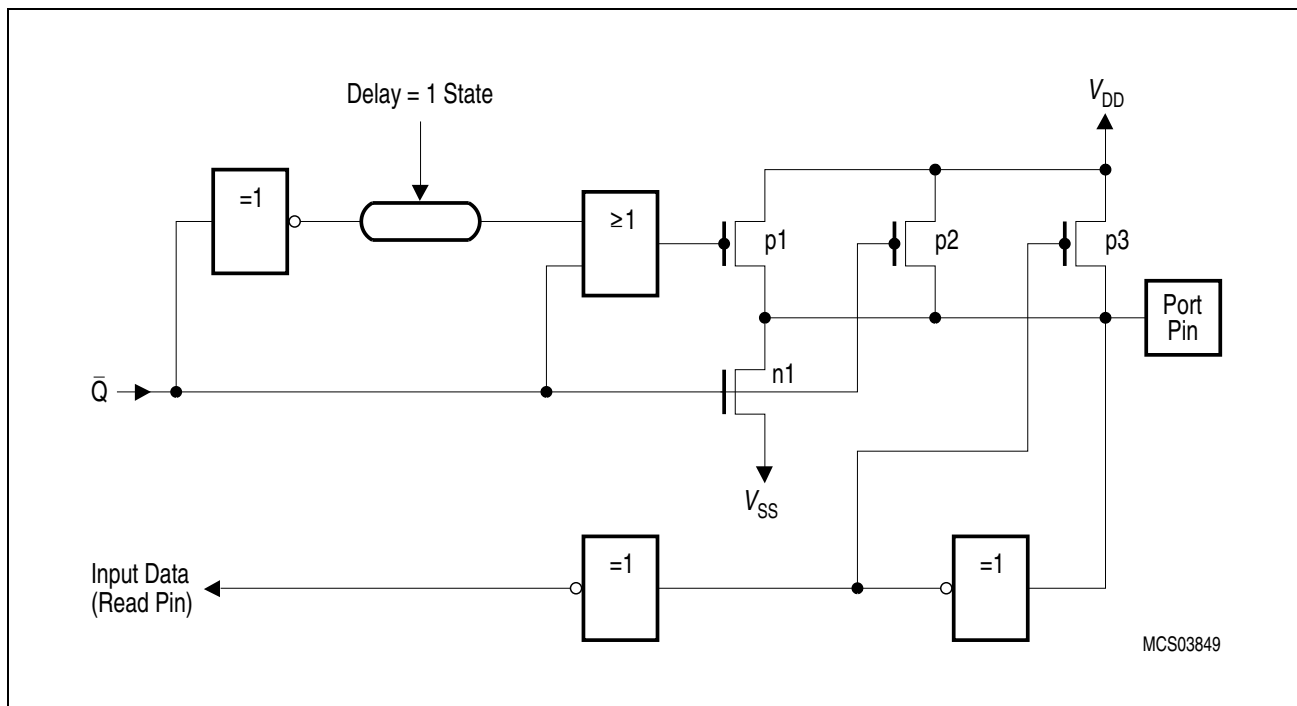 Delay = 1 State
V_DD
=1
≥1
p1
p2
p3
Port
Pin
Q̅
n1
V_SS
Input Data
(Read Pin)
=1
=1
MCS03849